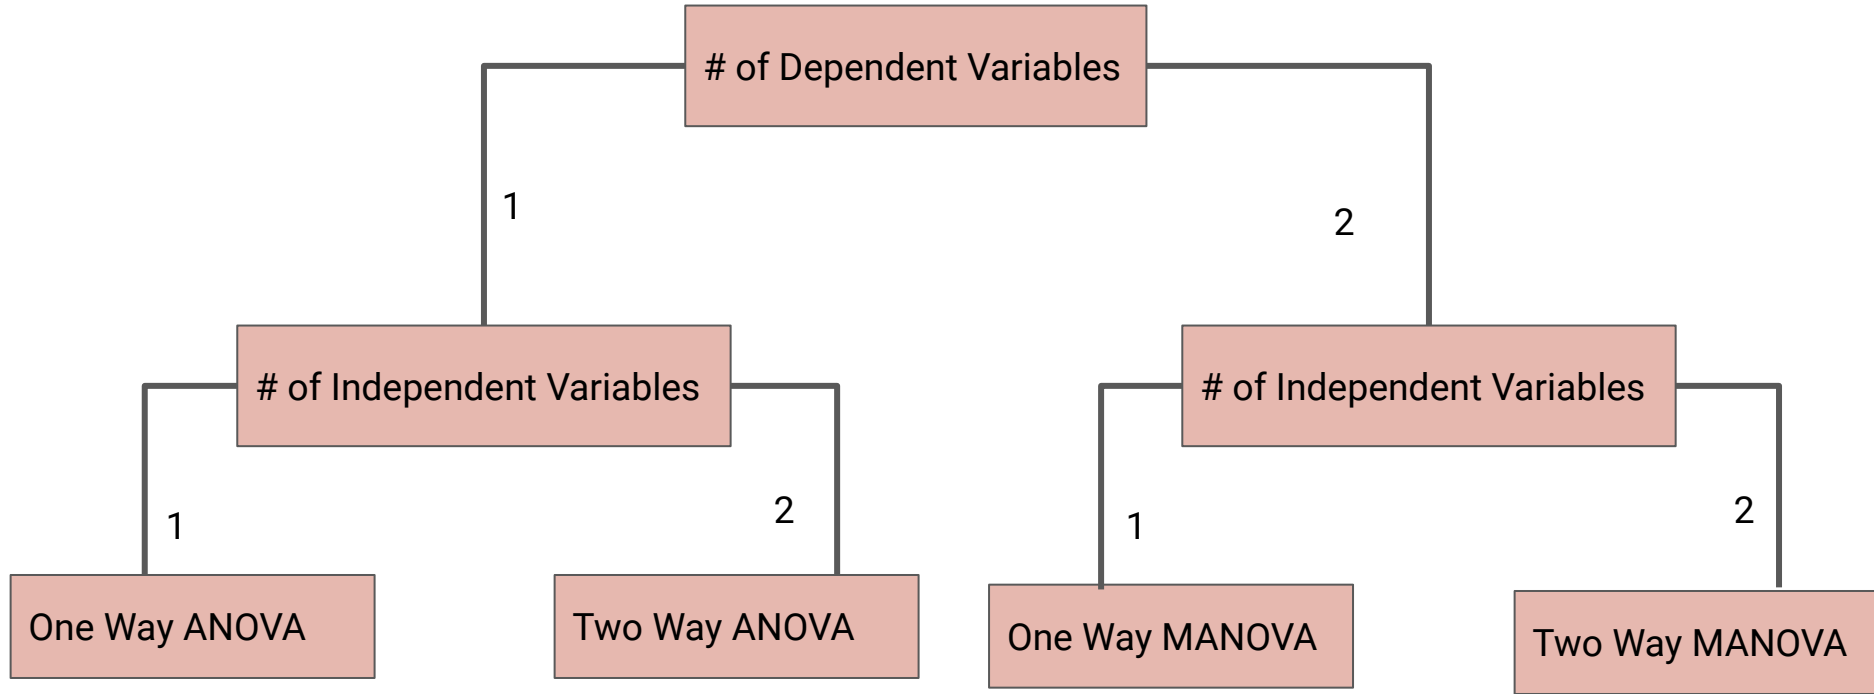 # of Dependent Variables
1
2
# of Independent Variables
# of Independent Variables
1
2
1
2
One Way ANOVA
Two Way ANOVA
One Way MANOVA
Two Way MANOVA